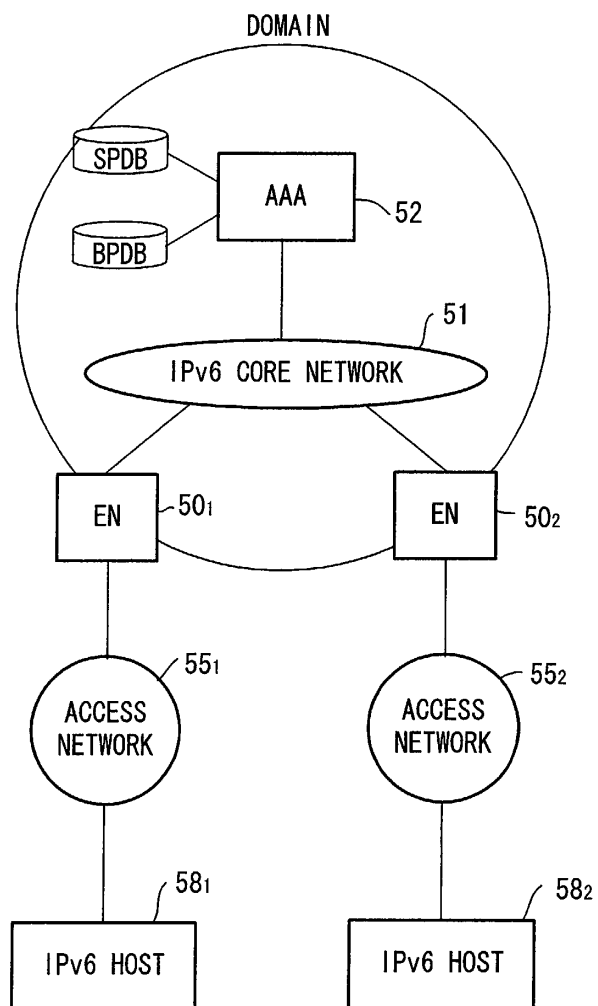 DOMAIN
SPDB
AAA
52
BPDB
51
IPv6 CORE NETWORK
EN
50₁
EN
50₂
55₁
55₂
ACCESS
NETWORK
ACCESS
NETWORK
58₁
58₂
IPv6 HOST
IPv6 HOST